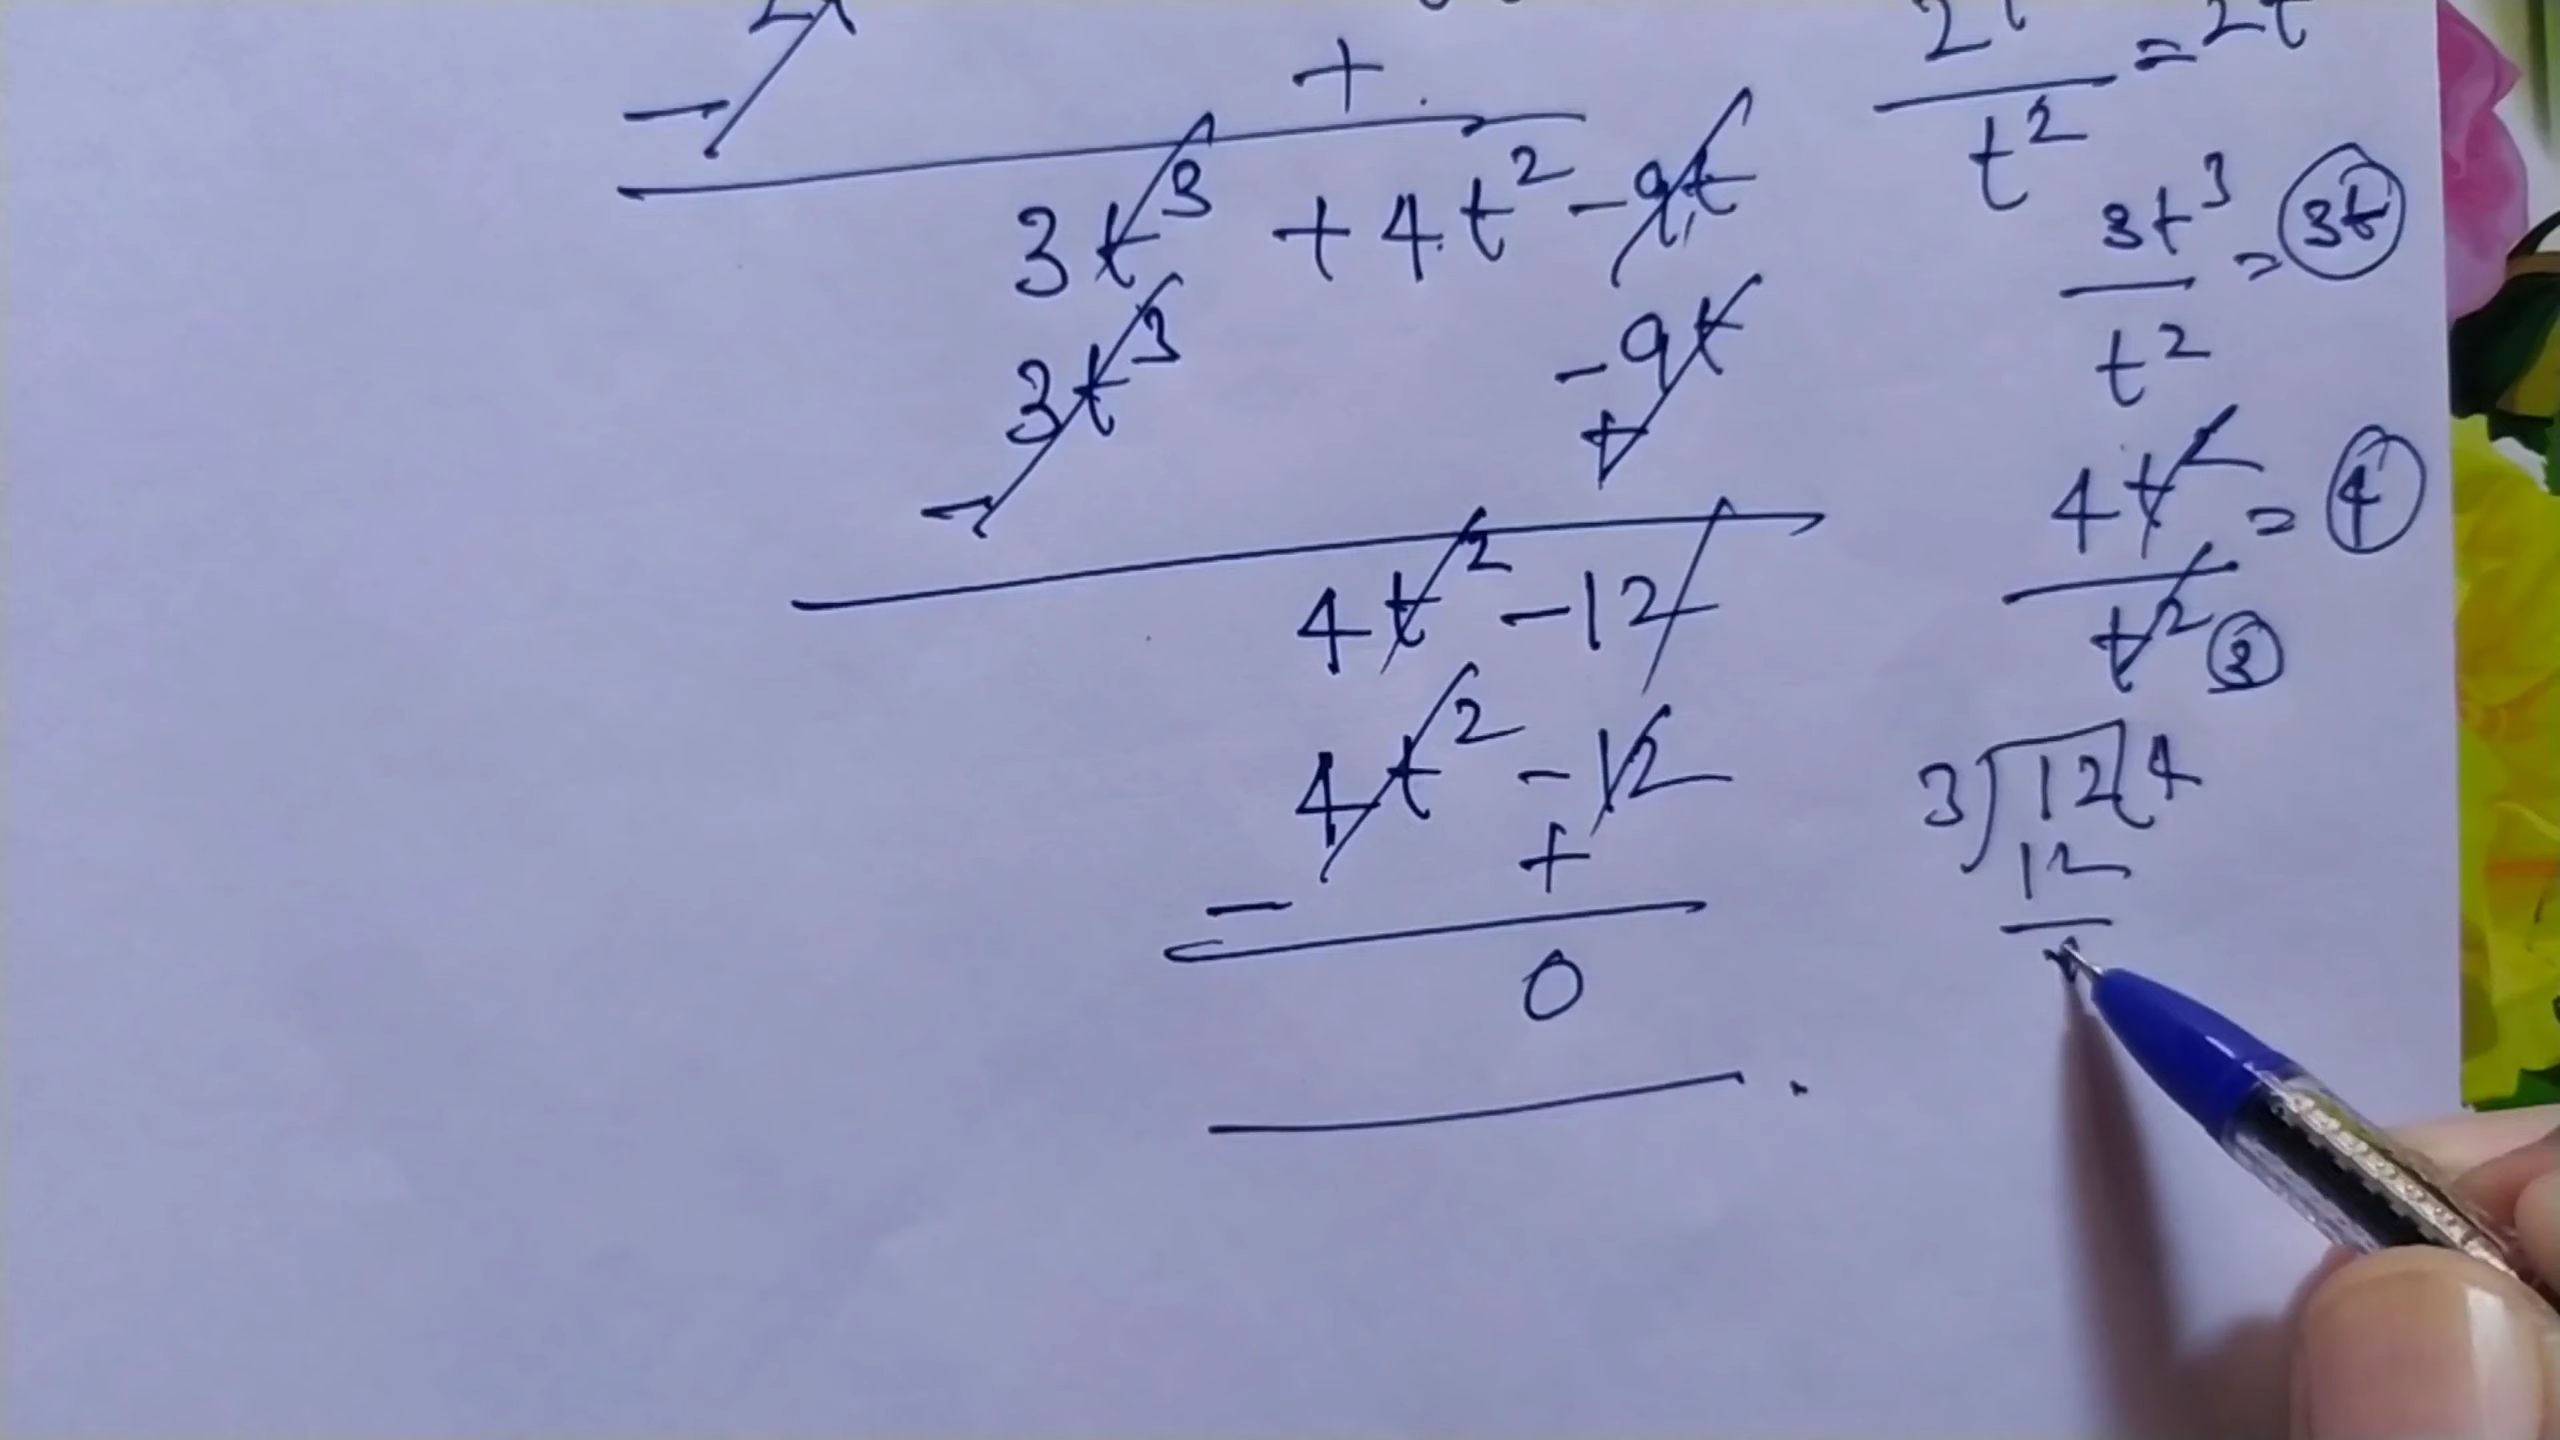 +
3t³ + 4t² - 9t
3t³ - 9t
- +
4t² - 12
4t² - 12
- +
0
= 2t
t²
3t³ = 3t
t²
4t² = 4
t²
3
3)12(4
12